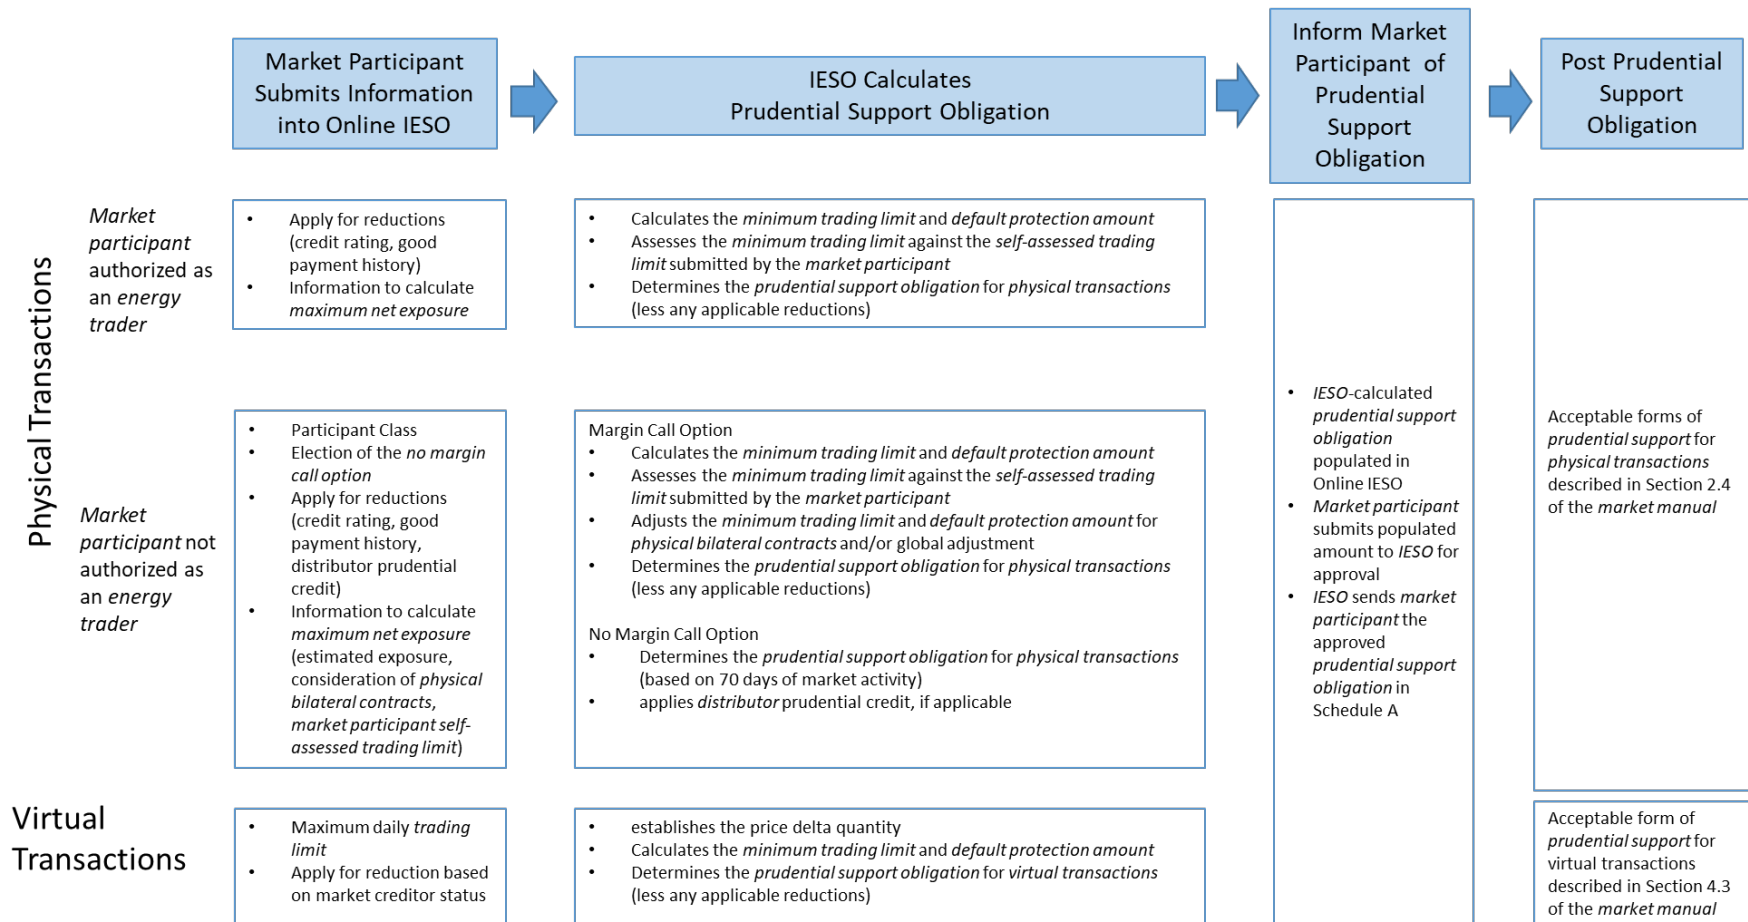 Market Participant
Submits Information
into Online IESO
IESO Calculates
Prudential Support Obligation
Inform Market
Participant of
Prudential
Support
Obligation
Post Prudential
Support
Obligation
Physical Transactions
Market
participant
authorized as
an energy
trader
• Apply for reductions
(credit rating, good
payment history)
• Information to calculate
maximum net exposure
• Calculates the minimum trading limit and default protection amount
• Assesses the minimum trading limit against the self-assessed trading
limit submitted by the market participant
• Determines the prudential support obligation for physical transactions
(less any applicable reductions)
Market
participant not
authorized as
an energy
trader
• Participant Class
• Election of the no margin
call option
• Apply for reductions
(credit rating, good
payment history,
distributor prudential
credit)
• Information to calculate
maximum net exposure
(estimated exposure,
consideration of physical
bilateral contracts,
market participant self-
assessed trading limit)
Margin Call Option
• Calculates the minimum trading limit and default protection amount
• Assesses the minimum trading limit against the self-assessed trading
limit submitted by the market participant
• Adjusts the minimum trading limit and default protection amount for
physical bilateral contracts and/or global adjustment
• Determines the prudential support obligation for physical transactions
(less any applicable reductions)
No Margin Call Option
• Determines the prudential support obligation for physical transactions
(based on 70 days of market activity)
• applies distributor prudential credit, if applicable
• IESO-calculated
prudential support
obligation
populated in
Online IESO
• Market participant
submits populated
amount to IESO for
approval
• IESO sends market
participant the
approved
prudential support
obligation in
Schedule A
Acceptable forms of
prudential support for
physical transactions
described in Section 2.4
of the market manual
Virtual
Transactions
• Maximum daily trading
limit
• Apply for reduction based
on market creditor status
• establishes the price delta quantity
• Calculates the minimum trading limit and default protection amount
• Determines the prudential support obligation for virtual transactions
(less any applicable reductions)
Acceptable form of
prudential support for
virtual transactions
described in Section 4.3
of the market manual